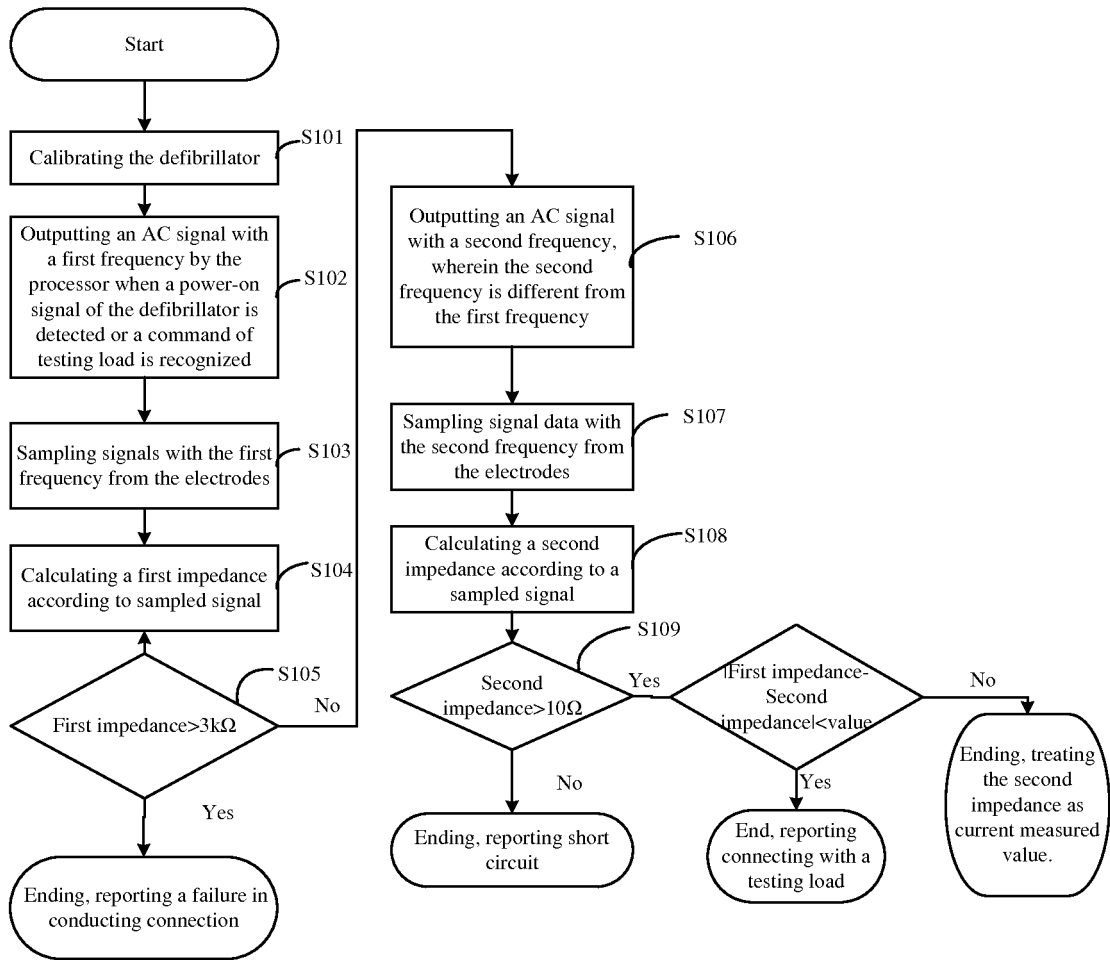 Start
Calibrating the defibrillator
S101
Outputting an AC signal with
a first frequency by the
processor when a power-on
signal of the defibrillator is
detected or a command of
testing load is recognized
S102
Sampling signals with the first
frequency from the electrodes
S103
Calculating a first impedance
according to sampled signal
S104
First impedance>3kΩ
S105
No
Yes
Ending, reporting a failure in
conducting connection
Outputting an AC signal
with a second frequency,
wherein the second
frequency is different from
the first frequency
S106
Sampling signal data with
the second frequency from
the electrodes
S107
Calculating a second
impedance according to a
sampled signal
S108
Second
impedance>10Ω
S109
Yes
No
Ending, reporting short
circuit
|First impedance-
Second
impedance|<value
No
Yes
End, reporting
connecting with a
testing load
Ending, treating
the second
impedance as
current measured
value.